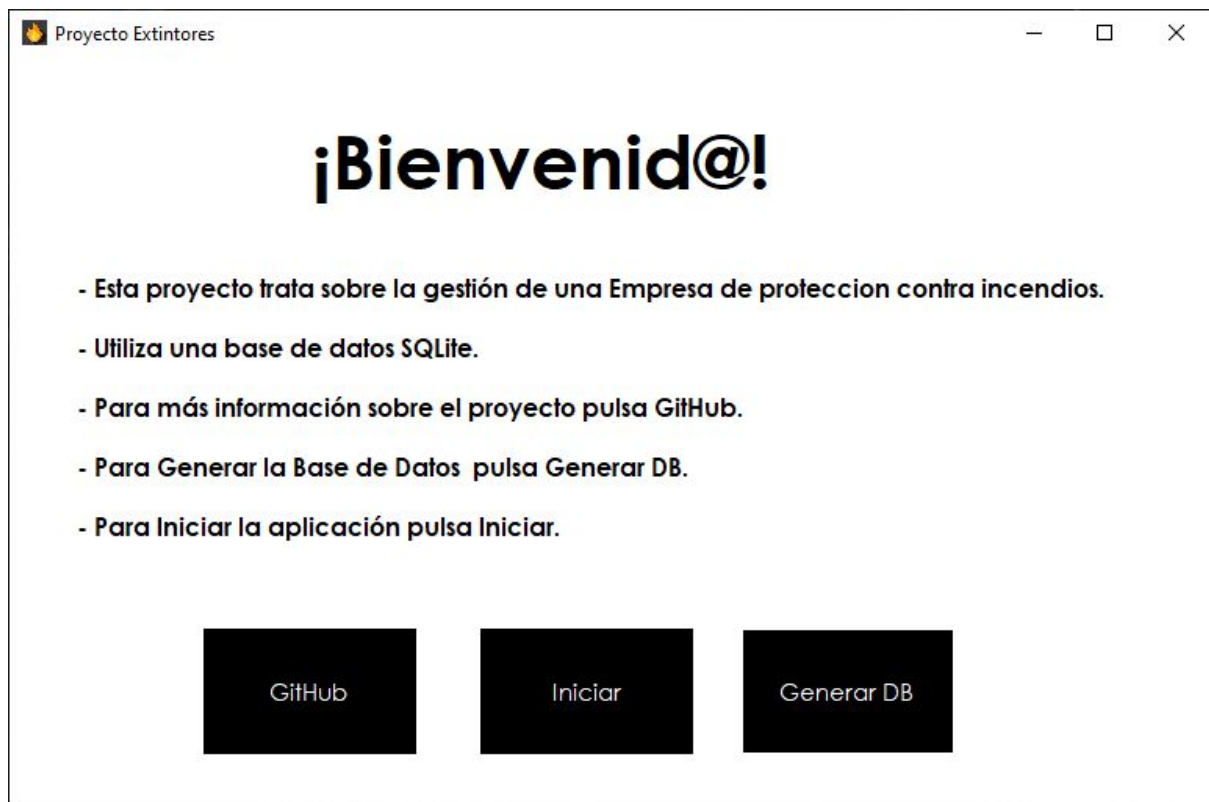 Proyecto Extintores
¡Bienvenid@!
- Esta proyecto trata sobre la gestión de una Empresa de proteccion contra incendios.
- Utiliza una base de datos SQLite.
- Para más información sobre el proyecto pulsa GitHub.
- Para Generar la Base de Datos  pulsa Generar DB.
- Para Iniciar la aplicación pulsa Iniciar.
GitHub
Iniciar
Generar DB